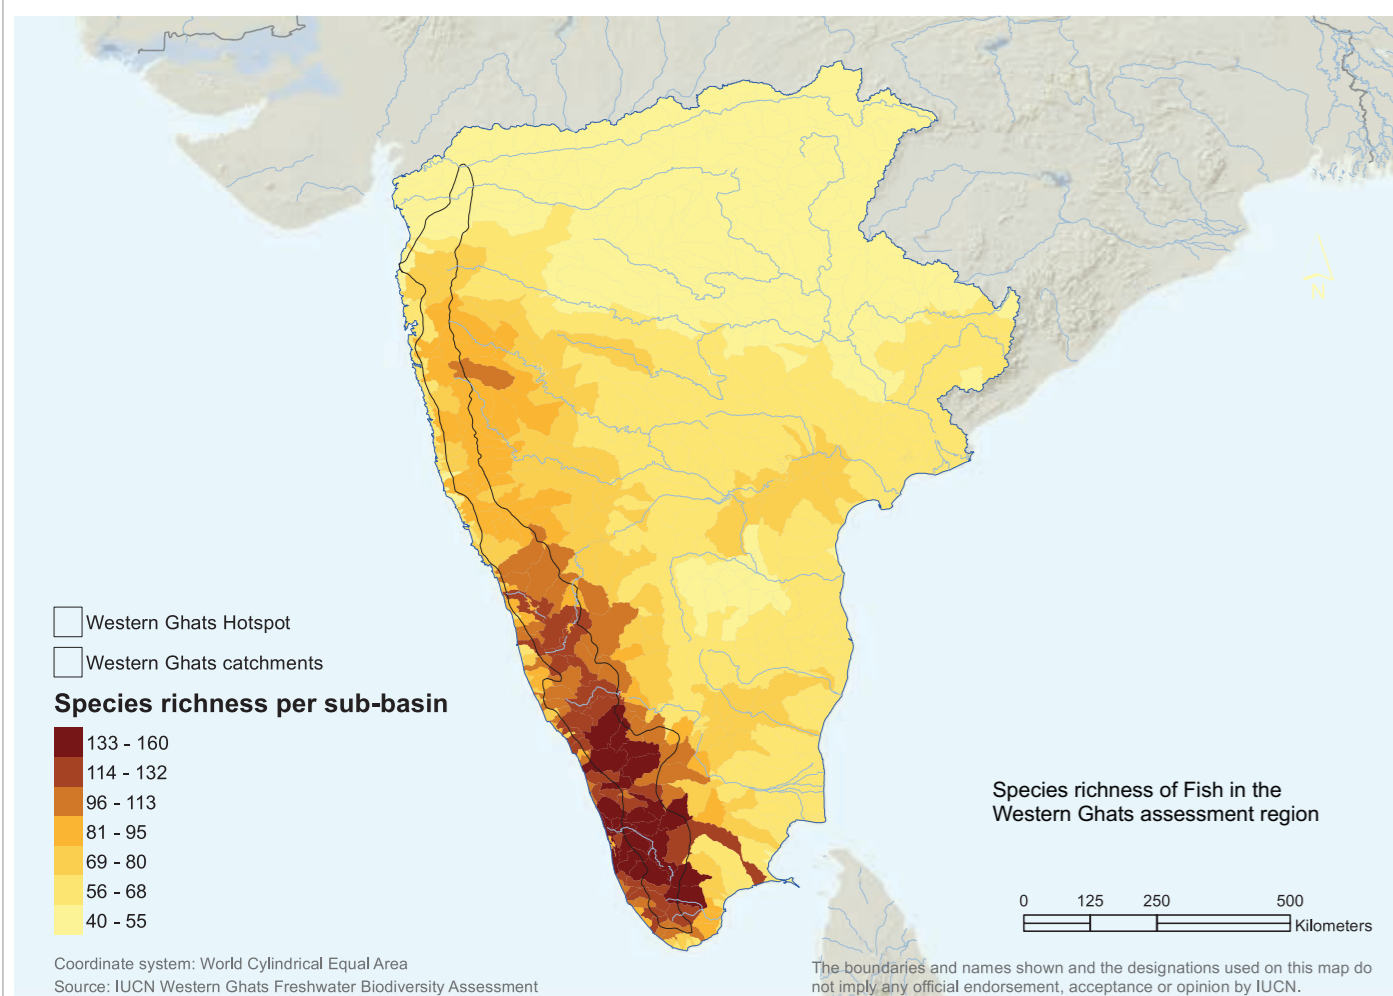 N
Western Ghats Hotspot
Western Ghats catchments
Species richness per sub-basin
133 - 160
114 - 132
96 - 113
81 - 95
69 - 80
56 - 68
40 - 55
Species richness of Fish in the
Western Ghats assessment region
0 125 250 500
Kilometers
Coordinate system: World Cylindrical Equal Area
Source: IUCN Western Ghats Freshwater Biodiversity Assessment
The boundaries and names shown and the designations used on this map do
not imply any official endorsement, acceptance or opinion by IUCN.